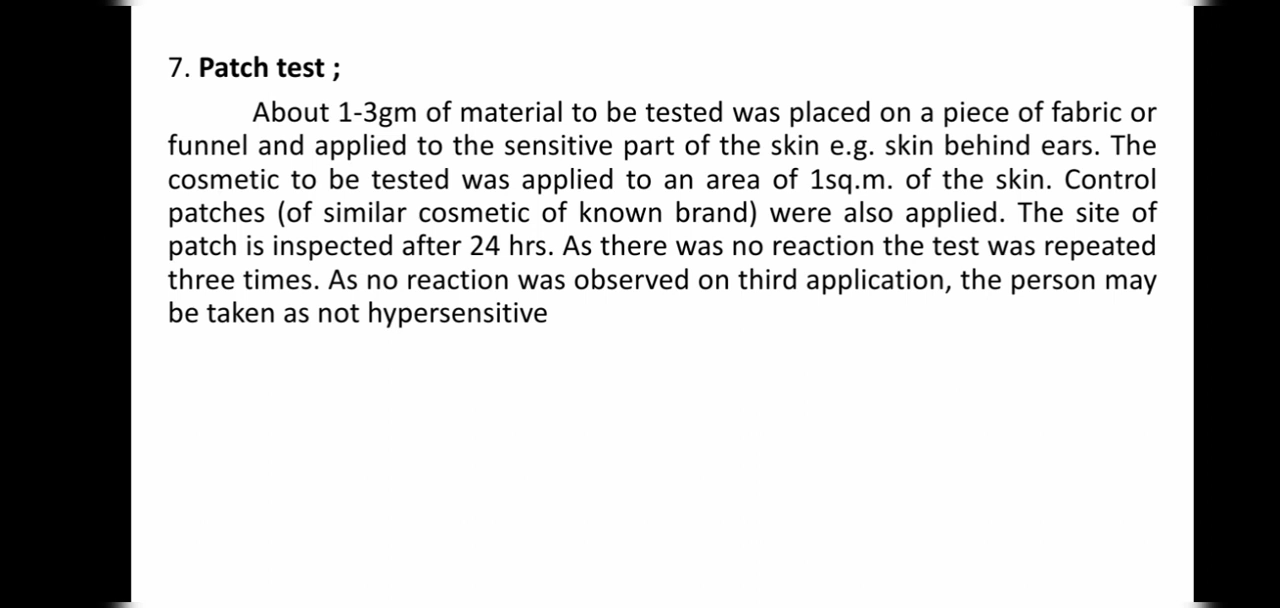 7. Patch test ;
About 1-3gm of material to be tested was placed on a piece of fabric or
funnel and applied to the sensitive part of the skin e.g. skin behind ears. The
cosmetic to be tested was applied to an area of 1sq.m. of the skin. Control
patches (of similar cosmetic of known brand) were also applied. The site of
patch is inspected after 24 hrs. As there was no reaction the test was repeated
three times. As no reaction was observed on third application, the person may
be taken as not hypersensitive